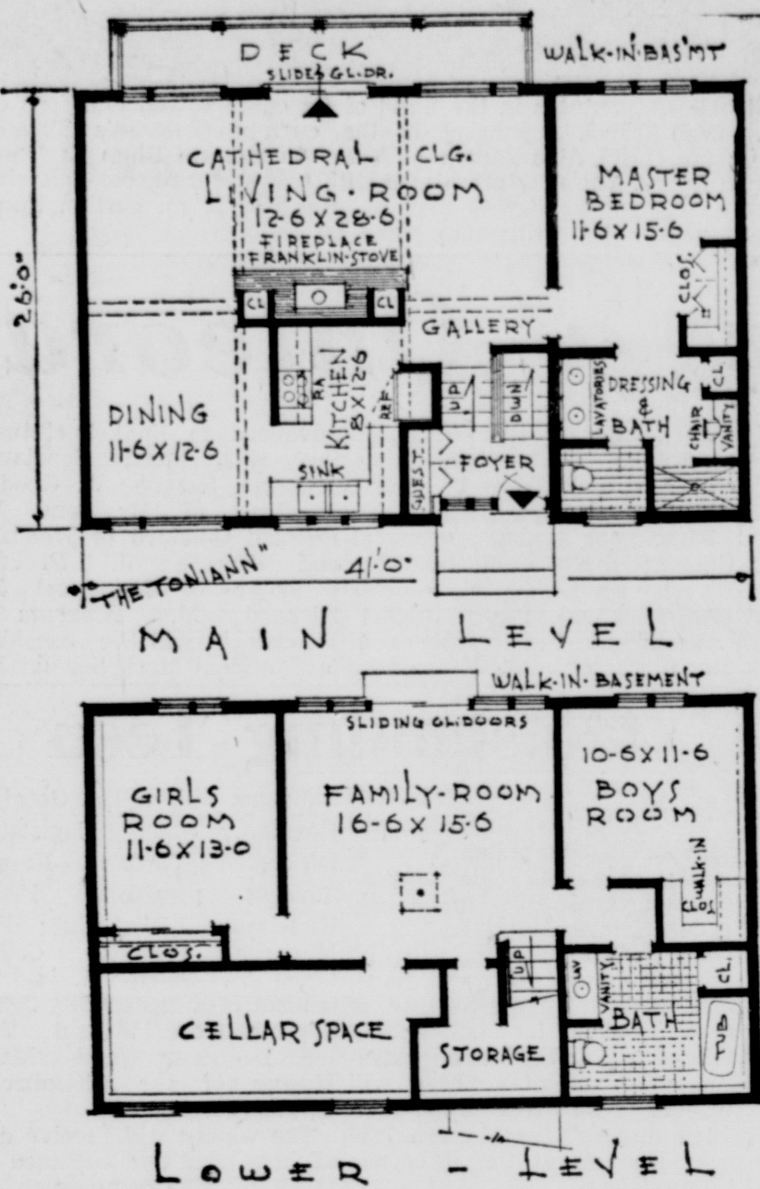 DECK
SLIDE GL.DR.
WALK-IN-BAS'MT
CATHEDRAL CLG.
LIVING-ROOM
12-6 X 28-6
FIREPLACE
FRANKLIN-STOVE
MASTER
BEDROOM
11-6 X 15-6
CLOS
26'-0"
CL
CL
GALLERY
KITCHEN
8 X 12-6
RA
REF
UP
DWN
LAVATORIES
DRESSING
&
BATH
CL
CHAIR
VANITY
DINING
11-6 X 12-6
SINK
GUEST
FOYER
"THE TONIANN"
41'-0"
MAIN LEVEL
WALK-IN-BASEMENT
SLIDING GL.DOORS
GIRLS
ROOM
11-6 X 13-0
FAMILY-ROOM
16-6 X 15-6
10-6 X 11-6
BOYS
ROOM
WALK-IN
CLOS.
UP
LAV
VANITY
CL
BATH
TUB
CELLAR SPACE
STORAGE
LOWER - LEVEL